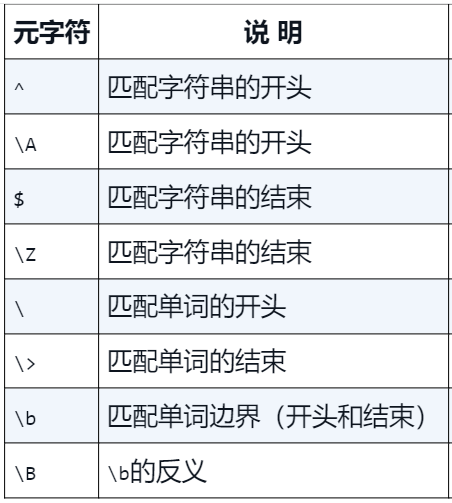 元字符 说 明
^ 匹配字符串的开头
\A 匹配字符串的开头
$ 匹配字符串的结束
\Z 匹配字符串的结束
\ 匹配单词的开头
\> 匹配单词的结束
\b 匹配单词边界（开头和结束）
\B \b的反义